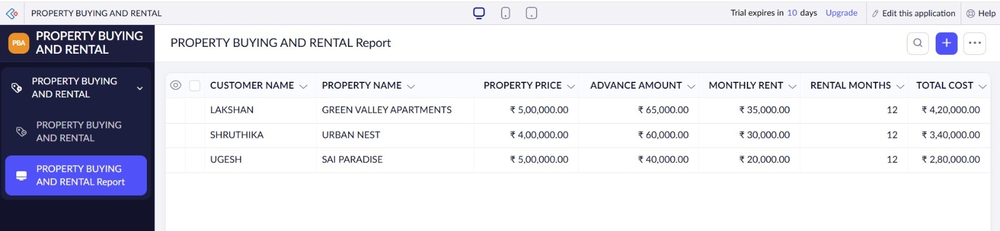 PROPERTY BUYING AND RENTAL
Trial expires in 10 days Upgrade Edit this application Help
PBA PROPERTY BUYING
AND RENTAL
PROPERTY BUYING
AND RENTAL
PROPERTY BUYING
AND RENTAL
PROPERTY BUYING
AND RENTAL Report
PROPERTY BUYING AND RENTAL Report
CUSTOMER NAME PROPERTY NAME PROPERTY PRICE ADVANCE AMOUNT MONTHLY RENT RENTAL MONTHS TOTAL COST
LAKSHAN GREEN VALLEY APARTMENTS ₹ 5,00,000.00 ₹ 65,000.00 ₹ 35,000.00 12 ₹ 4,20,000.00
SHRUTHIKA URBAN NEST ₹ 4,00,000.00 ₹ 60,000.00 ₹ 30,000.00 12 ₹ 3,40,000.00
UGESH SAI PARADISE ₹ 5,00,000.00 ₹ 40,000.00 ₹ 20,000.00 12 ₹ 2,80,000.00